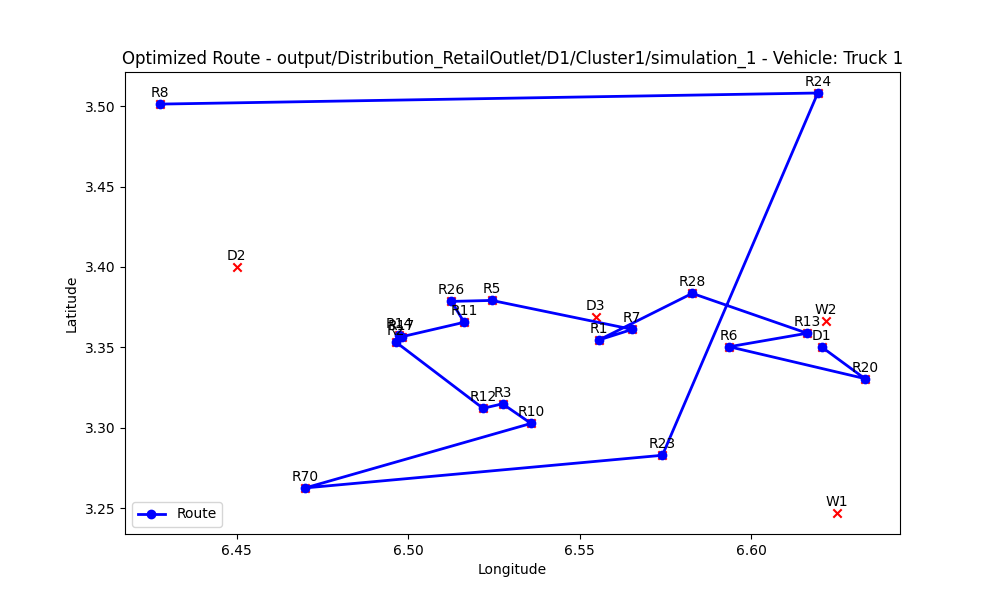 Optimized Route - output/Distribution_RetailOutlet/D1/Cluster1/simulation_1 - Vehicle: Truck 1
R8
R24
3.50
3.45
D2
3.40
R28
R26
R5
D3
W2
R11
R7
R13
R1
R6
D1
3.35
R20
R12
R3
R10
3.30
R23
R70
3.25
W1
Route
6.45
6.50
6.55
6.60
Longitude
Latitude